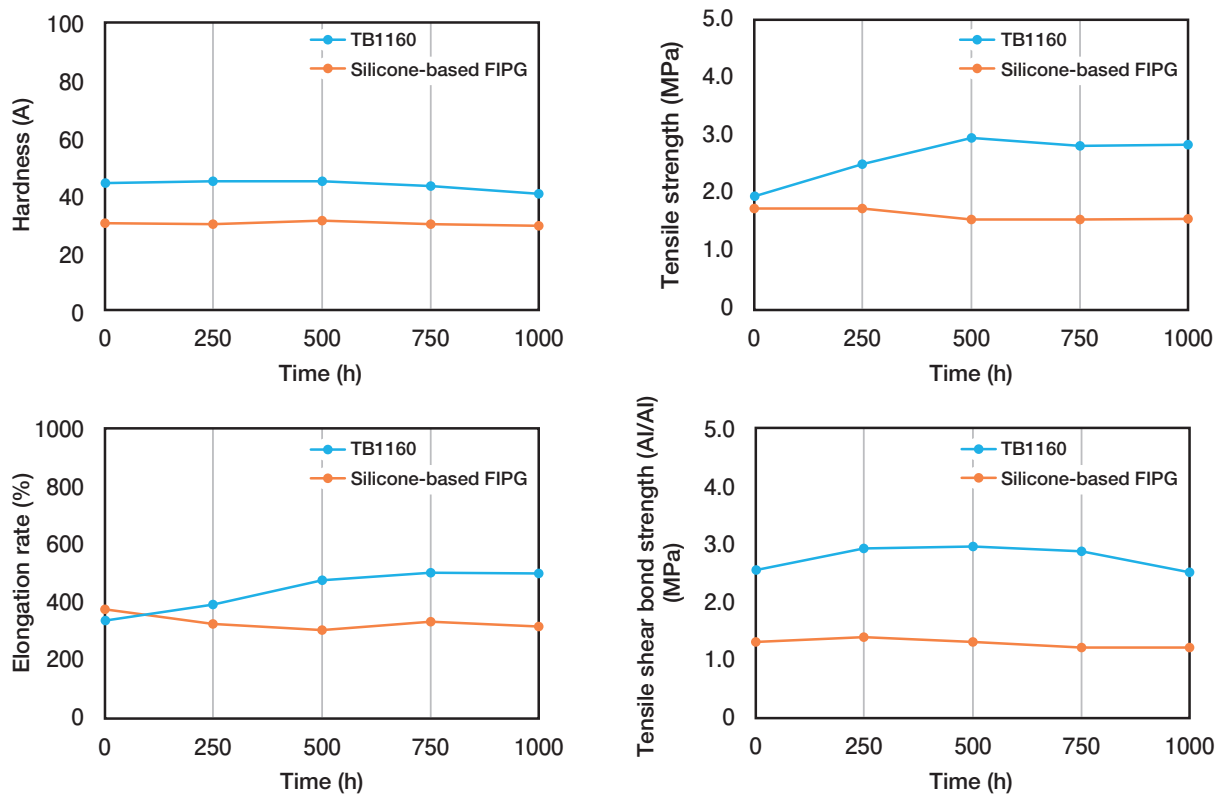 Hardness (A)
100
80
60
40
20
0
TB1160
Silicone-based FIPG
0 250 500 750 1000
Time (h)
Tensile strength (MPa)
5.0
4.0
3.0
2.0
1.0
0
TB1160
Silicone-based FIPG
0 250 500 750 1000
Time (h)
Elongation rate (%)
1000
800
600
400
200
0
TB1160
Silicone-based FIPG
0 250 500 750 1000
Time (h)
Tensile shear bond strength (Al/Al)
(MPa)
5.0
4.0
3.0
2.0
1.0
0
TB1160
Silicone-based FIPG
0 250 500 750 1000
Time (h)